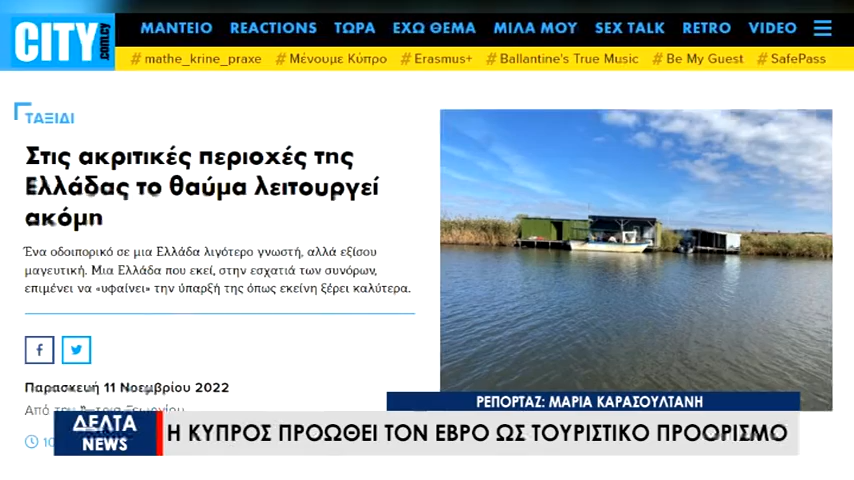 CITY.com.cy
ΜΑΝΤΕΙΟ REACTIONS ΤΩΡΑ ΕΧΩ ΘΕΜΑ ΜΙΛΑ ΜΟΥ SEX TALK RETRO VIDEO
# mathe_krine_praxe # Μένουμε Κύπρο # Erasmus+ # Ballantine's True Music # Be My Guest # SafePass
ΤΑΞΙΔΙ
Στις ακριτικές περιοχές της
Ελλάδας το θαύμα λειτουργεί
ακόμη
Ένα οδοιπορικό σε μια Ελλάδα λιγότερο γνωστή, αλλά εξίσου
μαγευτική. Μια Ελλάδα που εκεί, στην εσχατιά των συνόρων,
επιμένει να «υφαίνει» την ύπαρξή της όπως εκείνη ξέρει καλύτερα.
Παρασκευή 11 Νοεμβρίου 2022
Από την
ΡΕΠΟΡΤΑΖ: ΜΑΡΙΑ ΚΑΡΑΣΟΥΛΤΑΝΗ
ΔΕΛΤΑ
NEWS
Η ΚΥΠΡΟΣ ΠΡΟΩΘΕΙ ΤΟΝ ΕΒΡΟ ΩΣ ΤΟΥΡΙΣΤΙΚΟ ΠΡΟΟΡΙΣΜΟ